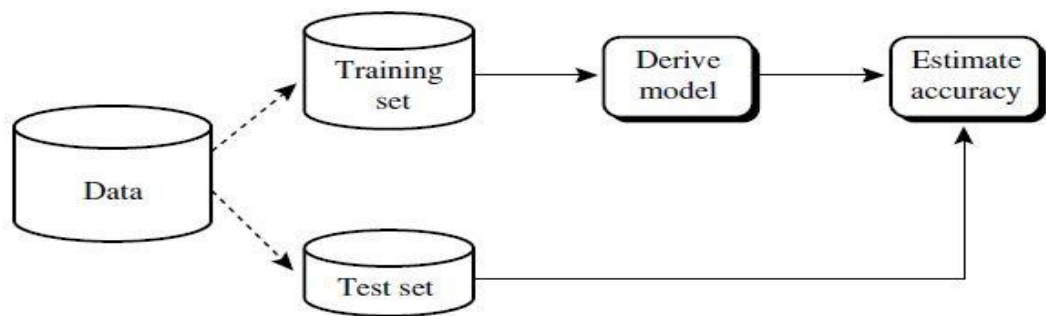 Data
Training
set
Derive
model
Estimate
accuracy
Test set